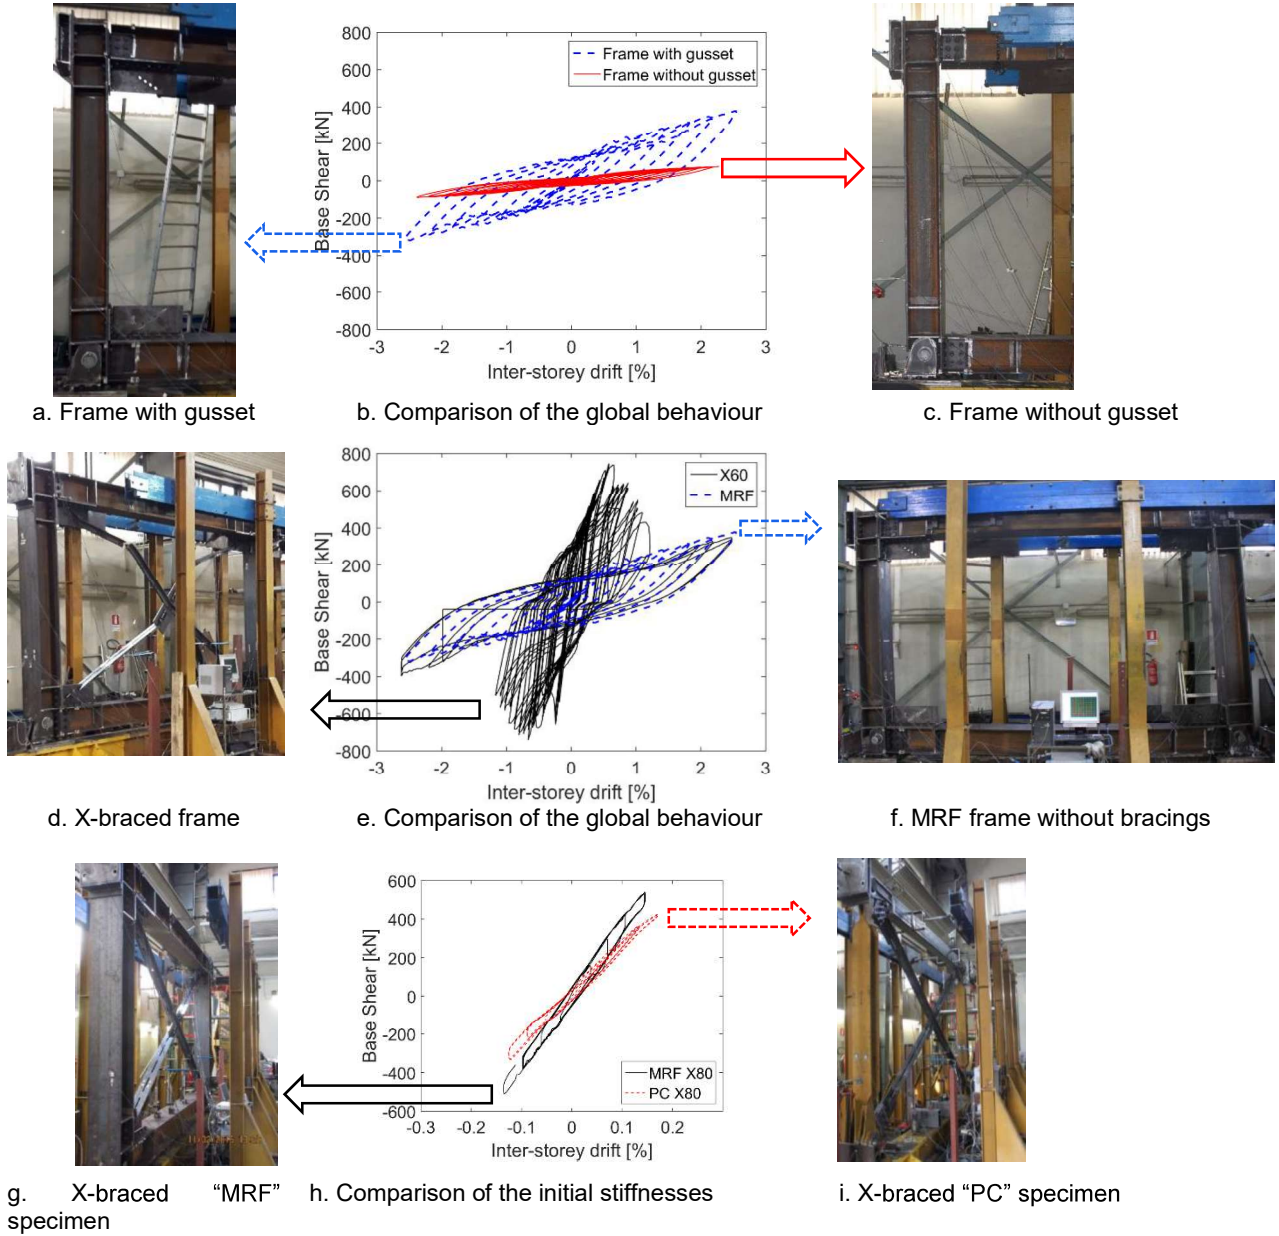 800
600
400
200
0
-200
-400
-600
-800
Base Shear [kN]
Frame with gusset
Frame without gusset
-3 -2 -1 0 1 2 3
Inter-storey drift [%]
a. Frame with gusset
b. Comparison of the global behaviour
c. Frame without gusset
800
600
400
200
0
-200
-400
-600
-800
Base Shear [kN]
X60
MRF
-3 -2 -1 0 1 2 3
Inter-storey drift [%]
d. X-braced frame
e. Comparison of the global behaviour
f. MRF frame without bracings
600
400
200
0
-200
-400
-600
Base Shear [kN]
MRF X80
PC X80
-0.3 -0.2 -0.1 0 0.1 0.2
Inter-storey drift [%]
g. X-braced “MRF”
specimen
h. Comparison of the initial stiffnesses
i. X-braced “PC” specimen